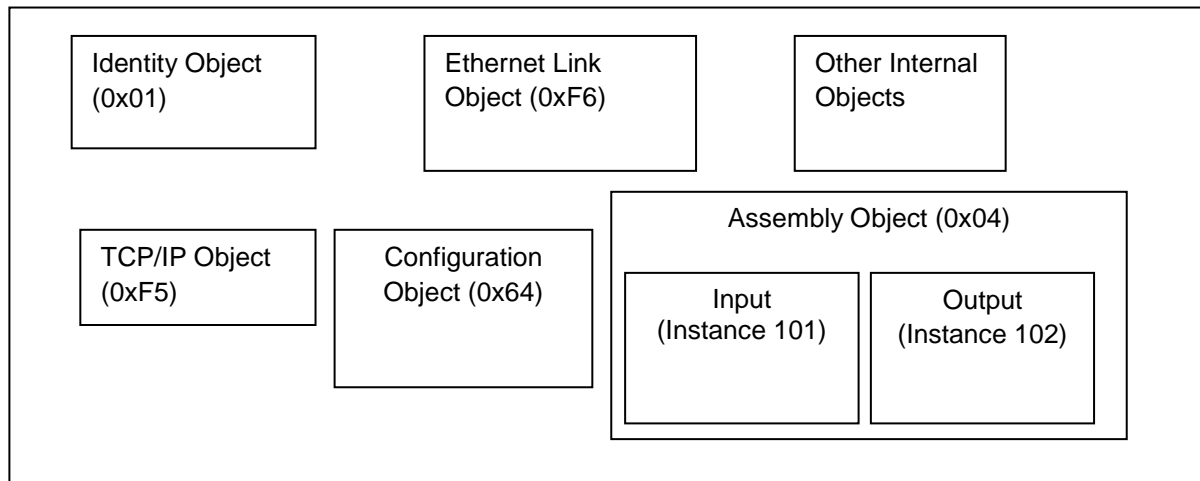 Identity Object
(0x01)
Ethernet Link
Object (0xF6)
Other Internal
Objects
TCP/IP Object
(0xF5)
Configuration
Object (0x64)
Assembly Object (0x04)
Input
(Instance 101)
Output
(Instance 102)